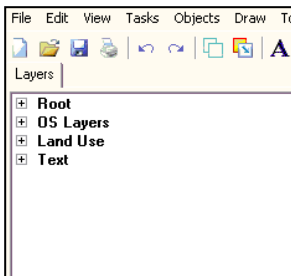 File Edit View Tasks Objects Draw
A
Layers
Root
OS Layers
Land Use
Text